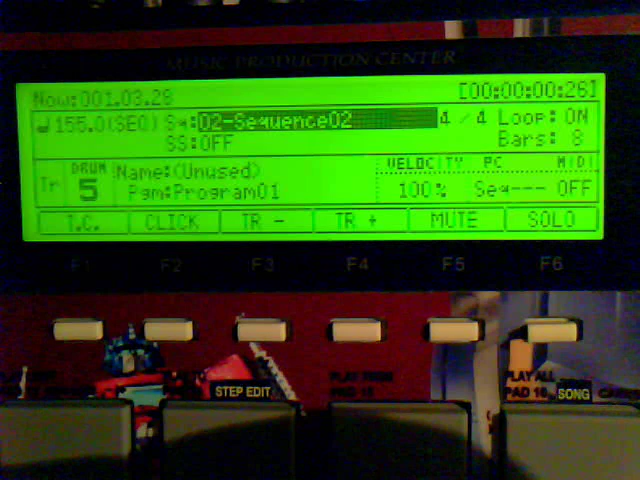 MUSIC PRODUCTION CENTER
Now:001.03.28 [00:00:00:26]
♩155.0(SEQ) Sq:02-Sequence02 4/4 Loop:ON
SS:OFF Bars: 8
DRUM VELOCITY PC MIDI
Tr 5 Name:(Unused)
Pgm:Program01 100% Seq--- OFF
T.C. CLICK TR - TR + MUTE SOLO
F1 F2 F3 F4 F5 F6
STEP EDIT
PLAY ALL
PAD 16 SONG